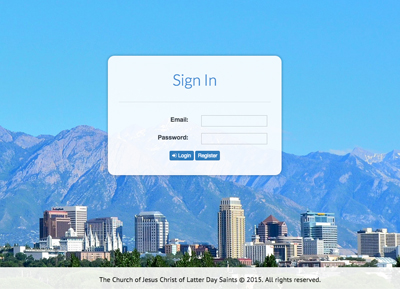 Sign In
Email:
Password:
Login Register
The Church of Jesus Christ of Latter Day Saints © 2015. All rights reserved.